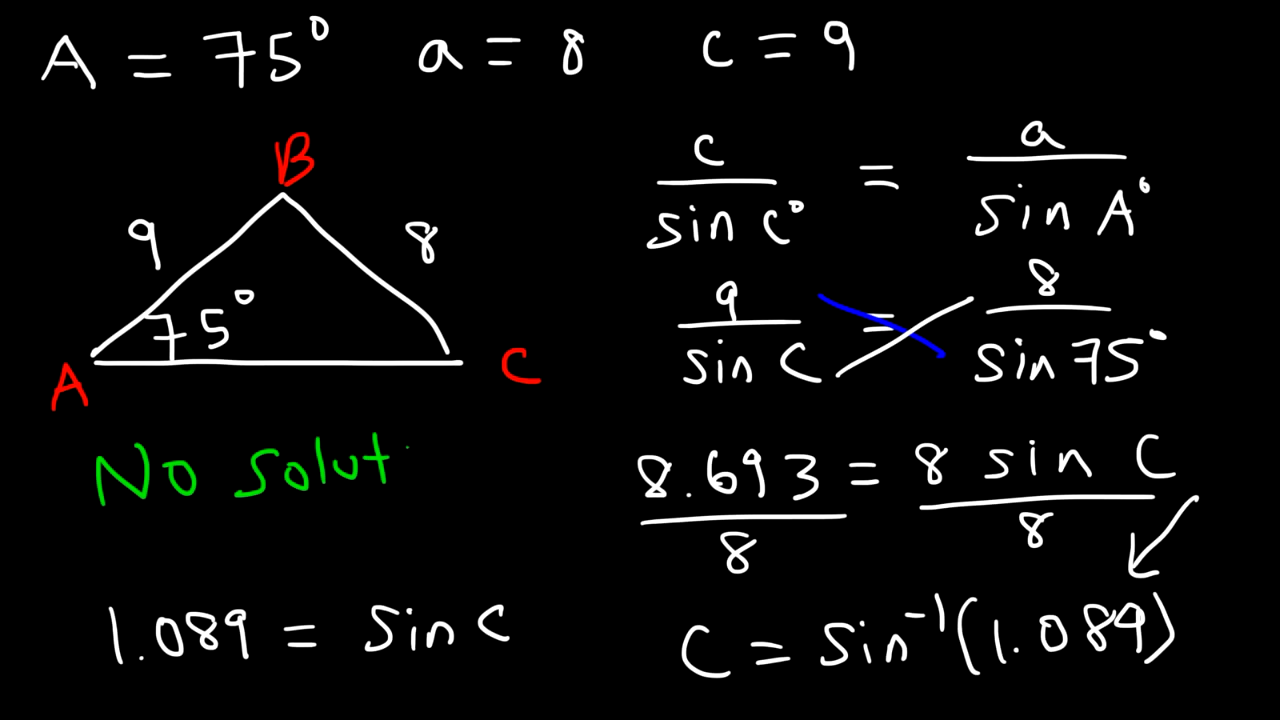 A = 75° a = 8 c = 9
B
9 8
75°
A C
No solut
1.089 = sin C
c / sin C° = a / sin A°
9 / sin C = 8 / sin 75°
8.693 / 8 = 8 sin C / 8
C = sin⁻¹(1.089)